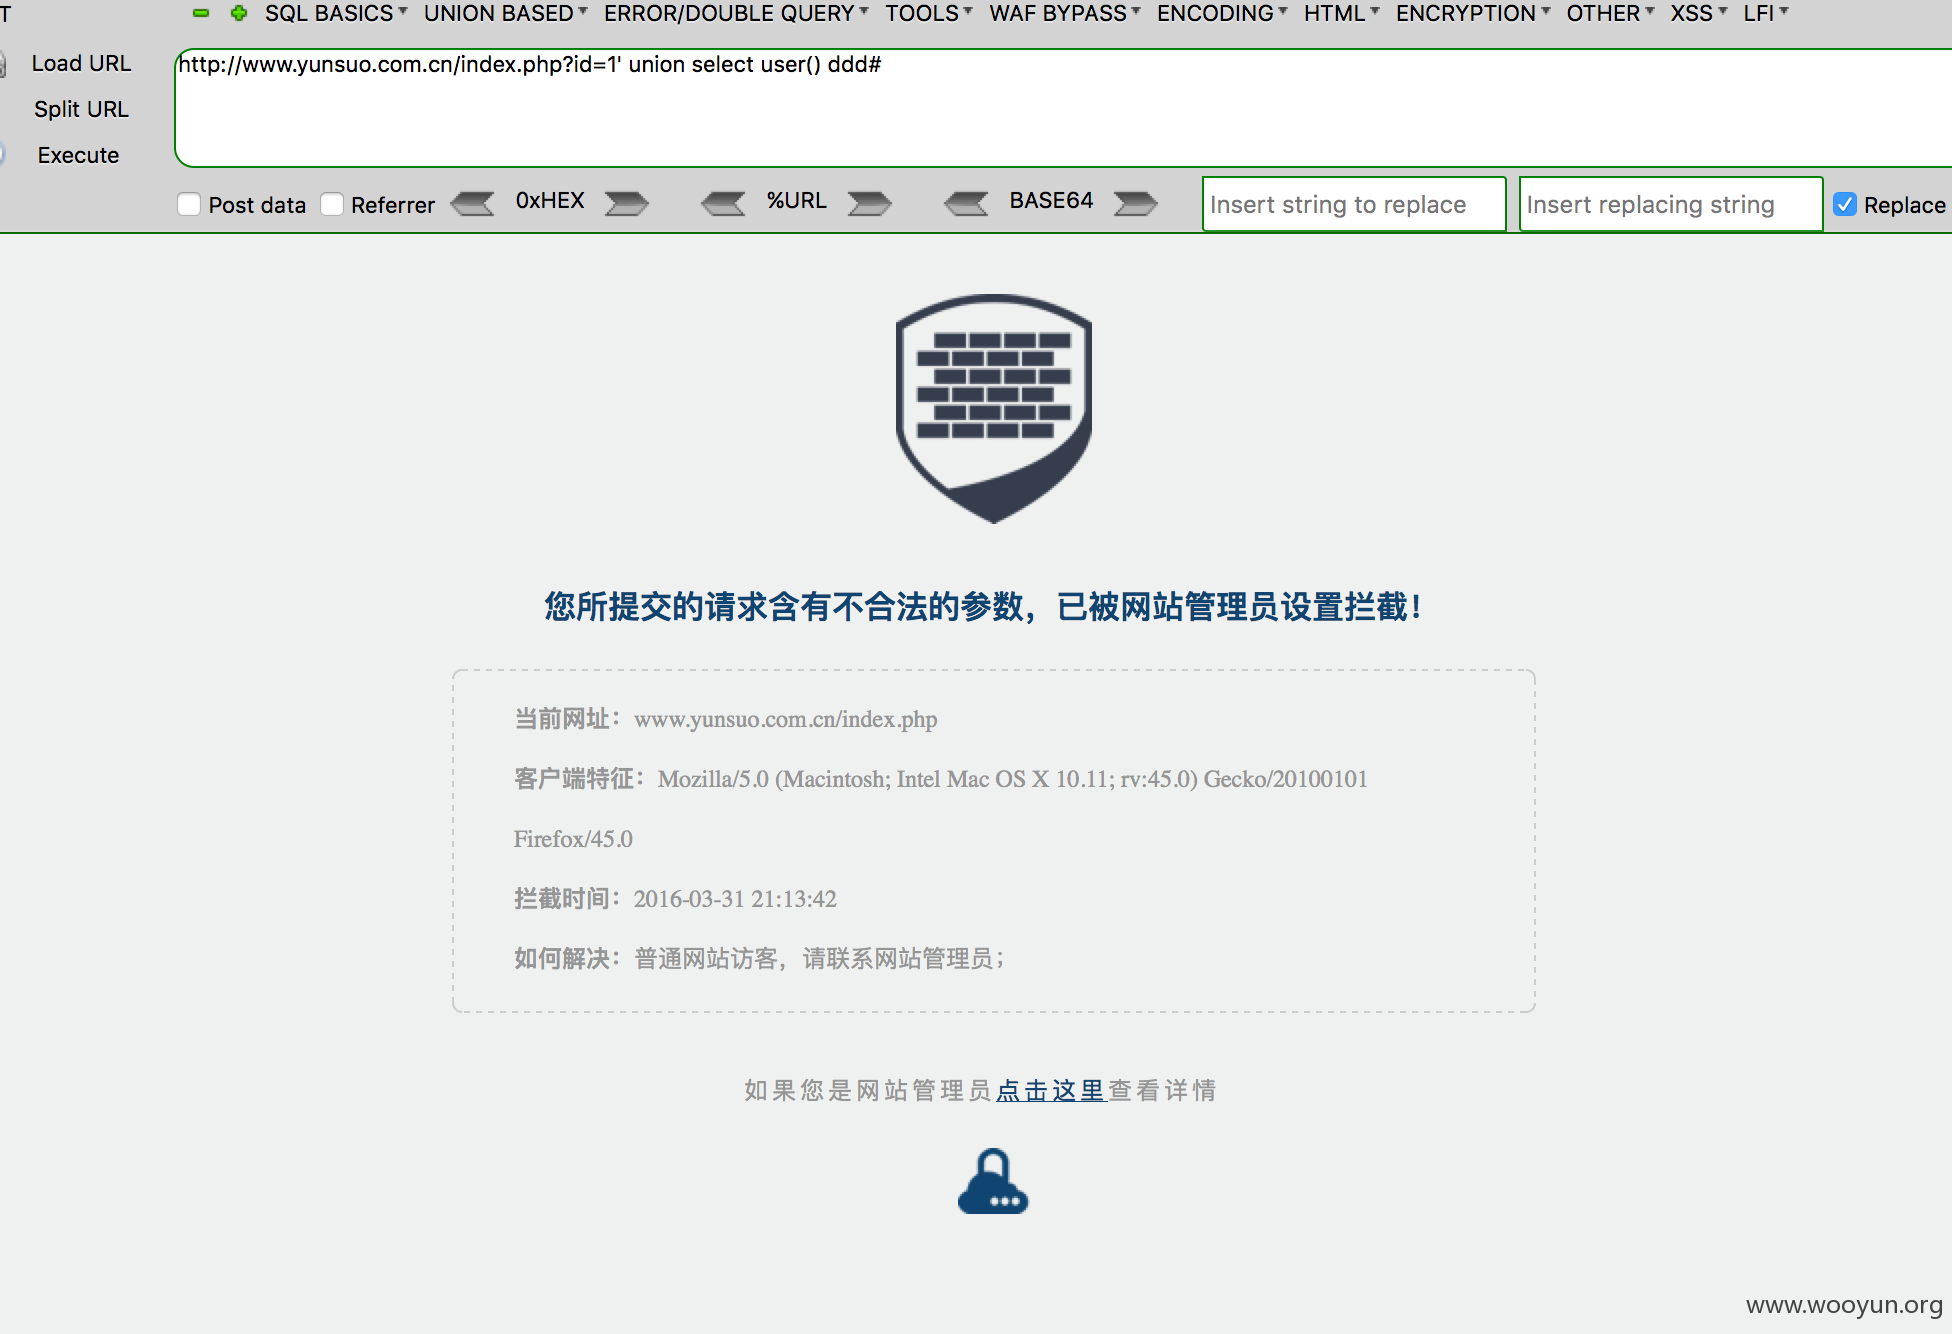 T
SQL BASICS UNION BASED ERROR/DOUBLE QUERY TOOLS WAF BYPASS ENCODING HTML ENCRYPTION OTHER XSS LFI
Load URL
http://www.yunsuo.com.cn/index.php?id=1' union select user() ddd#
Split URL
Execute
Post data Referrer 0xHEX %URL BASE64 Insert string to replace Insert replacing string Replace
您所提交的请求含有不合法的参数，已被网站管理员设置拦截！
当前网址：www.yunsuo.com.cn/index.php
客户端特征：Mozilla/5.0 (Macintosh; Intel Mac OS X 10.11; rv:45.0) Gecko/20100101
Firefox/45.0
拦截时间：2016-03-31 21:13:42
如何解决：普通网站访客，请联系网站管理员；
如果您是网站管理员点击这里查看详情
www.wooyun.org